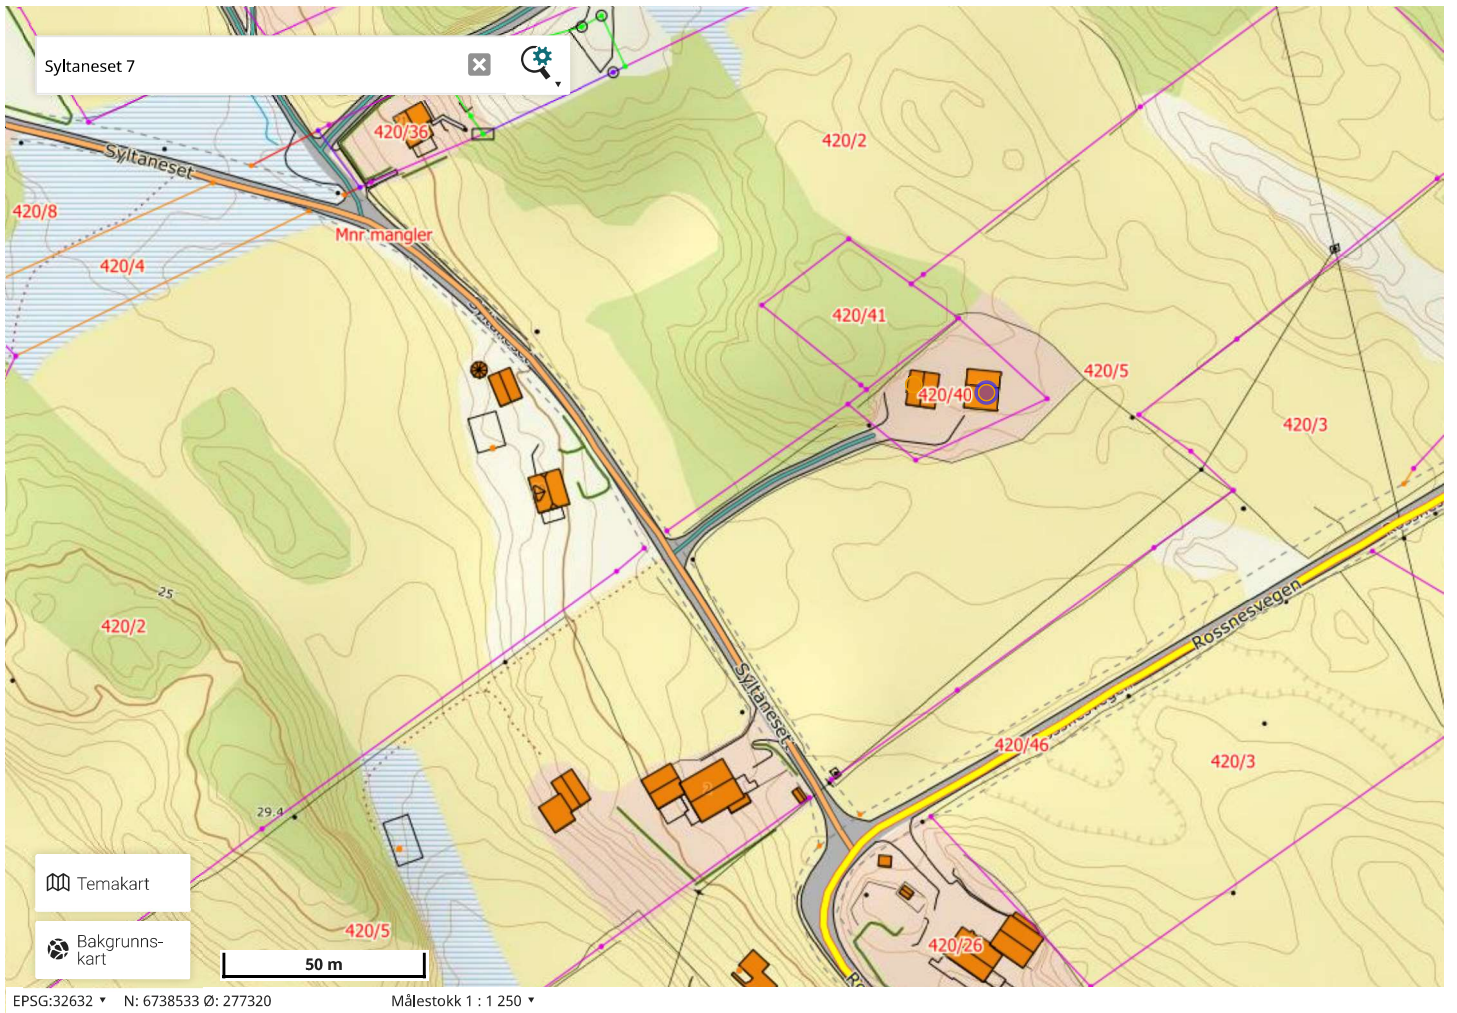 Syltaneset 7
420/36
420/2
Syltaneset
420/8
Mnr mangler
420/4
420/41
420/5
420/40
420/3
25
420/2
Rossnesvegen
Syltaneset
420/46
420/3
29.4
Temakart
420/5
420/26
Bakgrunns-
kart
50 m
EPSG:32632 N: 6738533 Ø: 277320 Målestokk 1 : 1 250